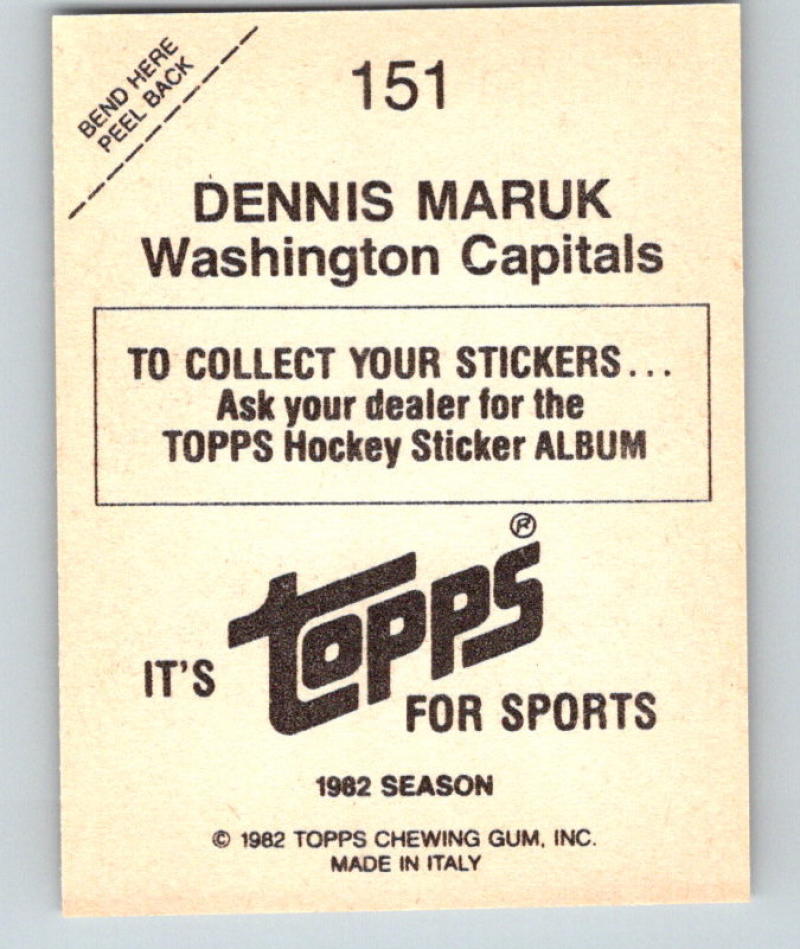 BEND HERE
PEEL BACK
151
DENNIS MARUK
Washington Capitals
TO COLLECT YOUR STICKERS...
Ask your dealer for the
TOPPS Hockey Sticker ALBUM
IT'S topps® FOR SPORTS
1982 SEASON
© 1982 TOPPS CHEWING GUM, INC.
MADE IN ITALY